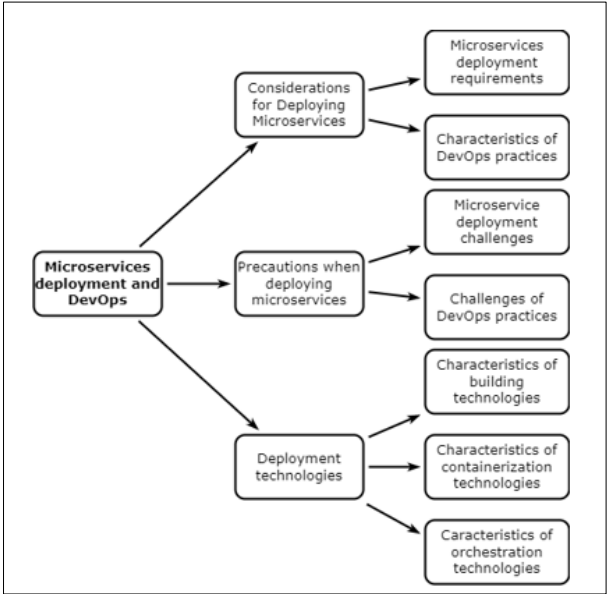 Microservices
deployment
requirements
Considerations
for Deploying
Microservices
Characteristics of
DevOps practices
Microservice
deployment
challenges
Microservices
deployment and
DevOps
Precautions when
deploying
microservices
Challenges of
DevOps practices
Characteristics of
building
technologies
Deployment
technologies
Characteristics of
containerization
technologies
Caracteristics of
orchestration
technologies